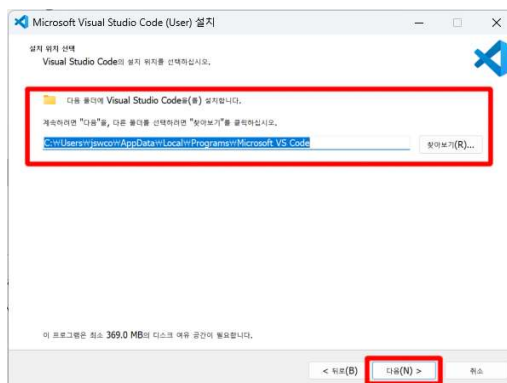 Microsoft Visual Studio Code (User) 설치
설치 위치 선택
Visual Studio Code의 설치 위치를 선택하십시오.
다음 폴더에 Visual Studio Code을(를) 설치합니다.
계속하려면 "다음"을, 다른 폴더를 선택하려면 "찾아보기"를 클릭하십시오.
C:₩Users₩jswco₩AppData₩Local₩Programs₩Microsoft VS Code
찾아보기(R)...
이 프로그램은 최소 369.0 MB의 디스크 여유 공간이 필요합니다.
< 뒤로(B)
다음(N) >
취소